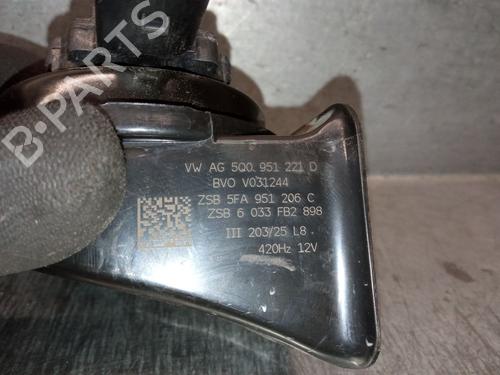 B-PARTS
VW AG 5Q0. 951 221 D
BVO V031244
ZSB 5FA 951 206 C
ZSB 6 033 FB2 898
III 203/25 L8
420Hz 12V